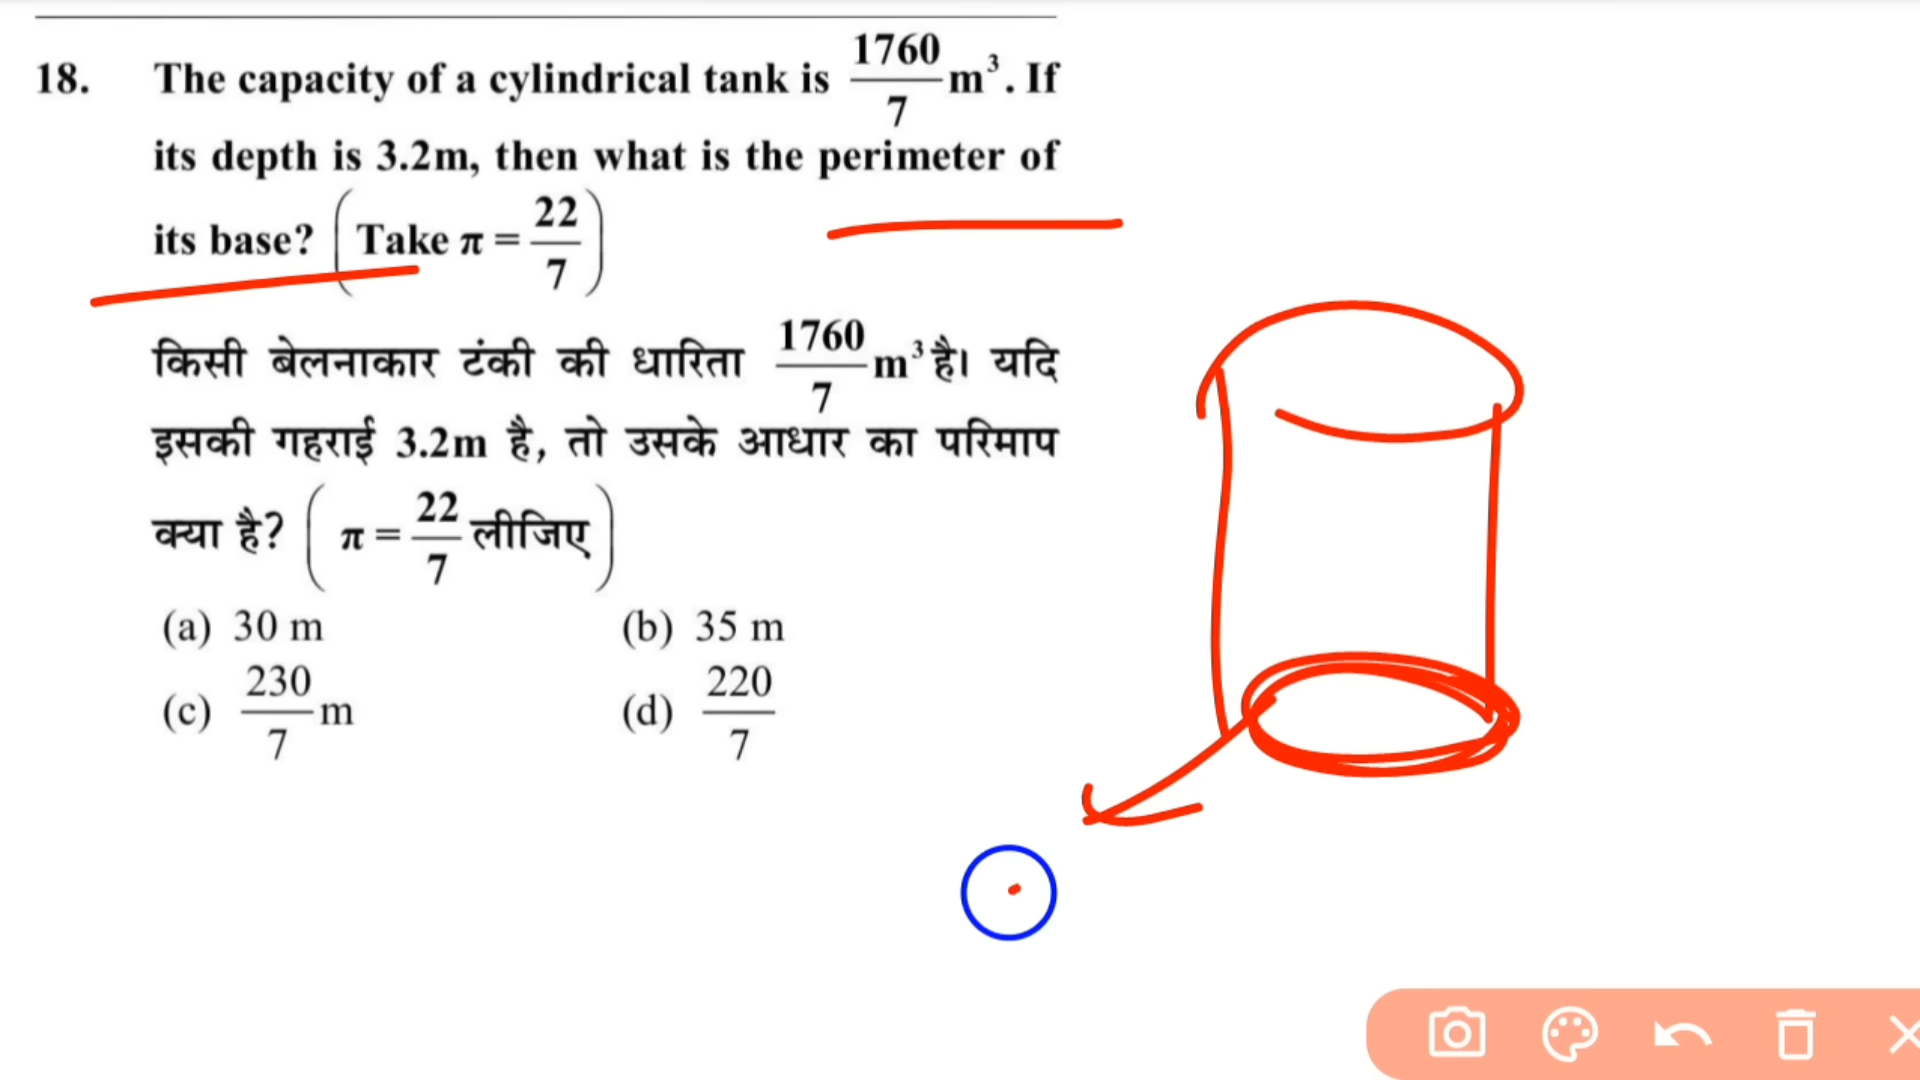 18. The capacity of a cylindrical tank is 1760/7 m³. If
its depth is 3.2m, then what is the perimeter of
its base? (Take π = 22/7)
किसी बेलनाकार टंकी की धारिता 1760/7 m³ है। यदि
इसकी गहराई 3.2m है, तो उसके आधार का परिमाप
क्या है? (π = 22/7 लीजिए)
(a) 30 m (b) 35 m
(c) 230/7 m (d) 220/7